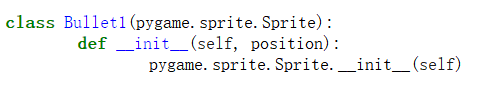 class Bullet1(pygame.sprite.Sprite):
        def __init__(self, position):
                pygame.sprite.Sprite.__init__(self)